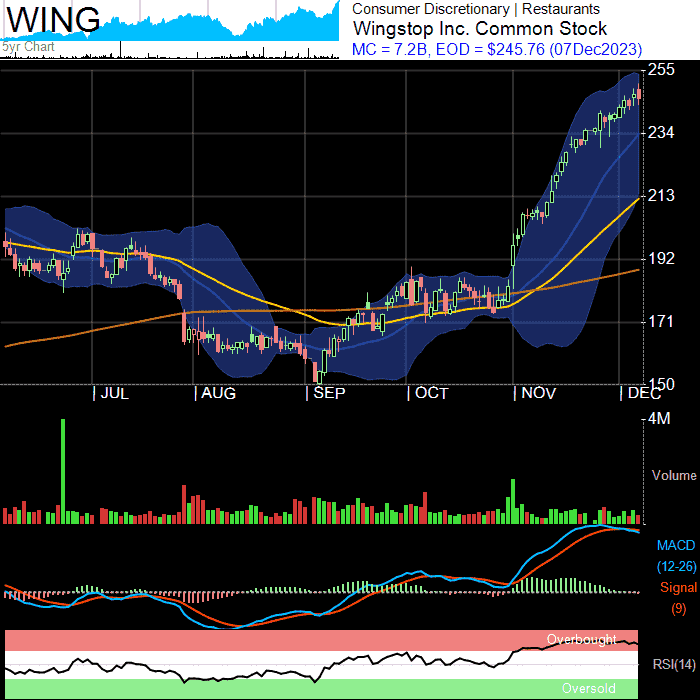 WING
5yr Chart
Consumer Discretionary | Restaurants
Wingstop Inc. Common Stock
MC = 7.2B, EOD = $245.76 (07Dec2023)
255
234
213
192
171
150
| JUL | AUG | SEP | OCT | NOV | DEC
4M
Volume
MACD
(12-26)
Signal
(9)
Overbought
RSI(14)
Oversold